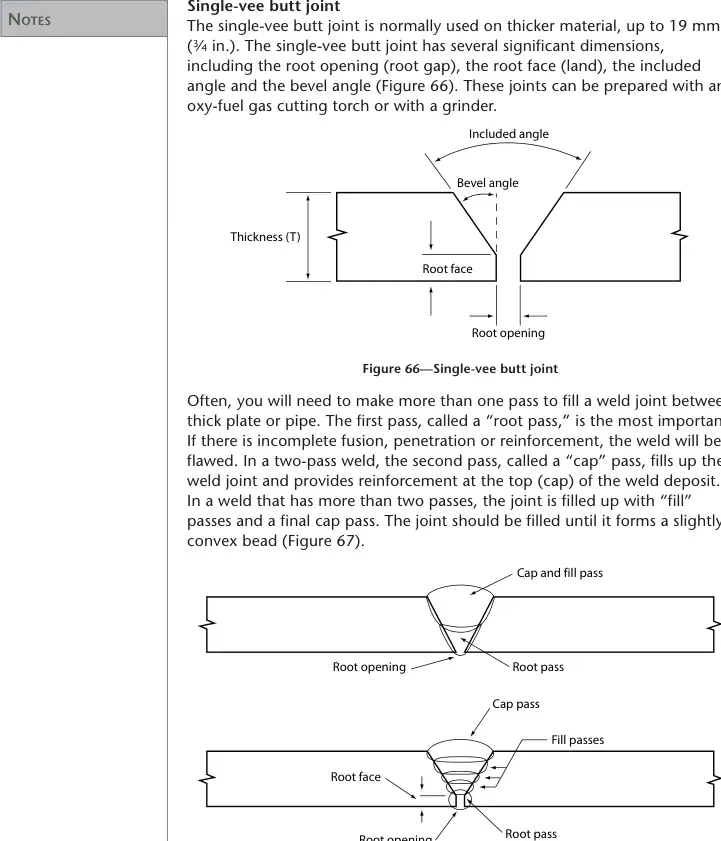 NOTES
Single-vee butt joint
The single-vee butt joint is normally used on thicker material, up to 19 mm
(¾ in.). The single-vee butt joint has several significant dimensions,
including the root opening (root gap), the root face (land), the included
angle and the bevel angle (Figure 66). These joints can be prepared with an
oxy-fuel gas cutting torch or with a grinder.
Included angle
Bevel angle
Thickness (T)
Root face
Root opening
Figure 66—Single-vee butt joint
Often, you will need to make more than one pass to fill a weld joint betwee
thick plate or pipe. The first pass, called a “root pass,” is the most importan
If there is incomplete fusion, penetration or reinforcement, the weld will be
flawed. In a two-pass weld, the second pass, called a “cap” pass, fills up the
weld joint and provides reinforcement at the top (cap) of the weld deposit.
In a weld that has more than two passes, the joint is filled up with “fill”
passes and a final cap pass. The joint should be filled until it forms a slightly
convex bead (Figure 67).
Cap and fill pass
Root opening
Root pass
Cap pass
Fill passes
Root face
Root pass
Root opening